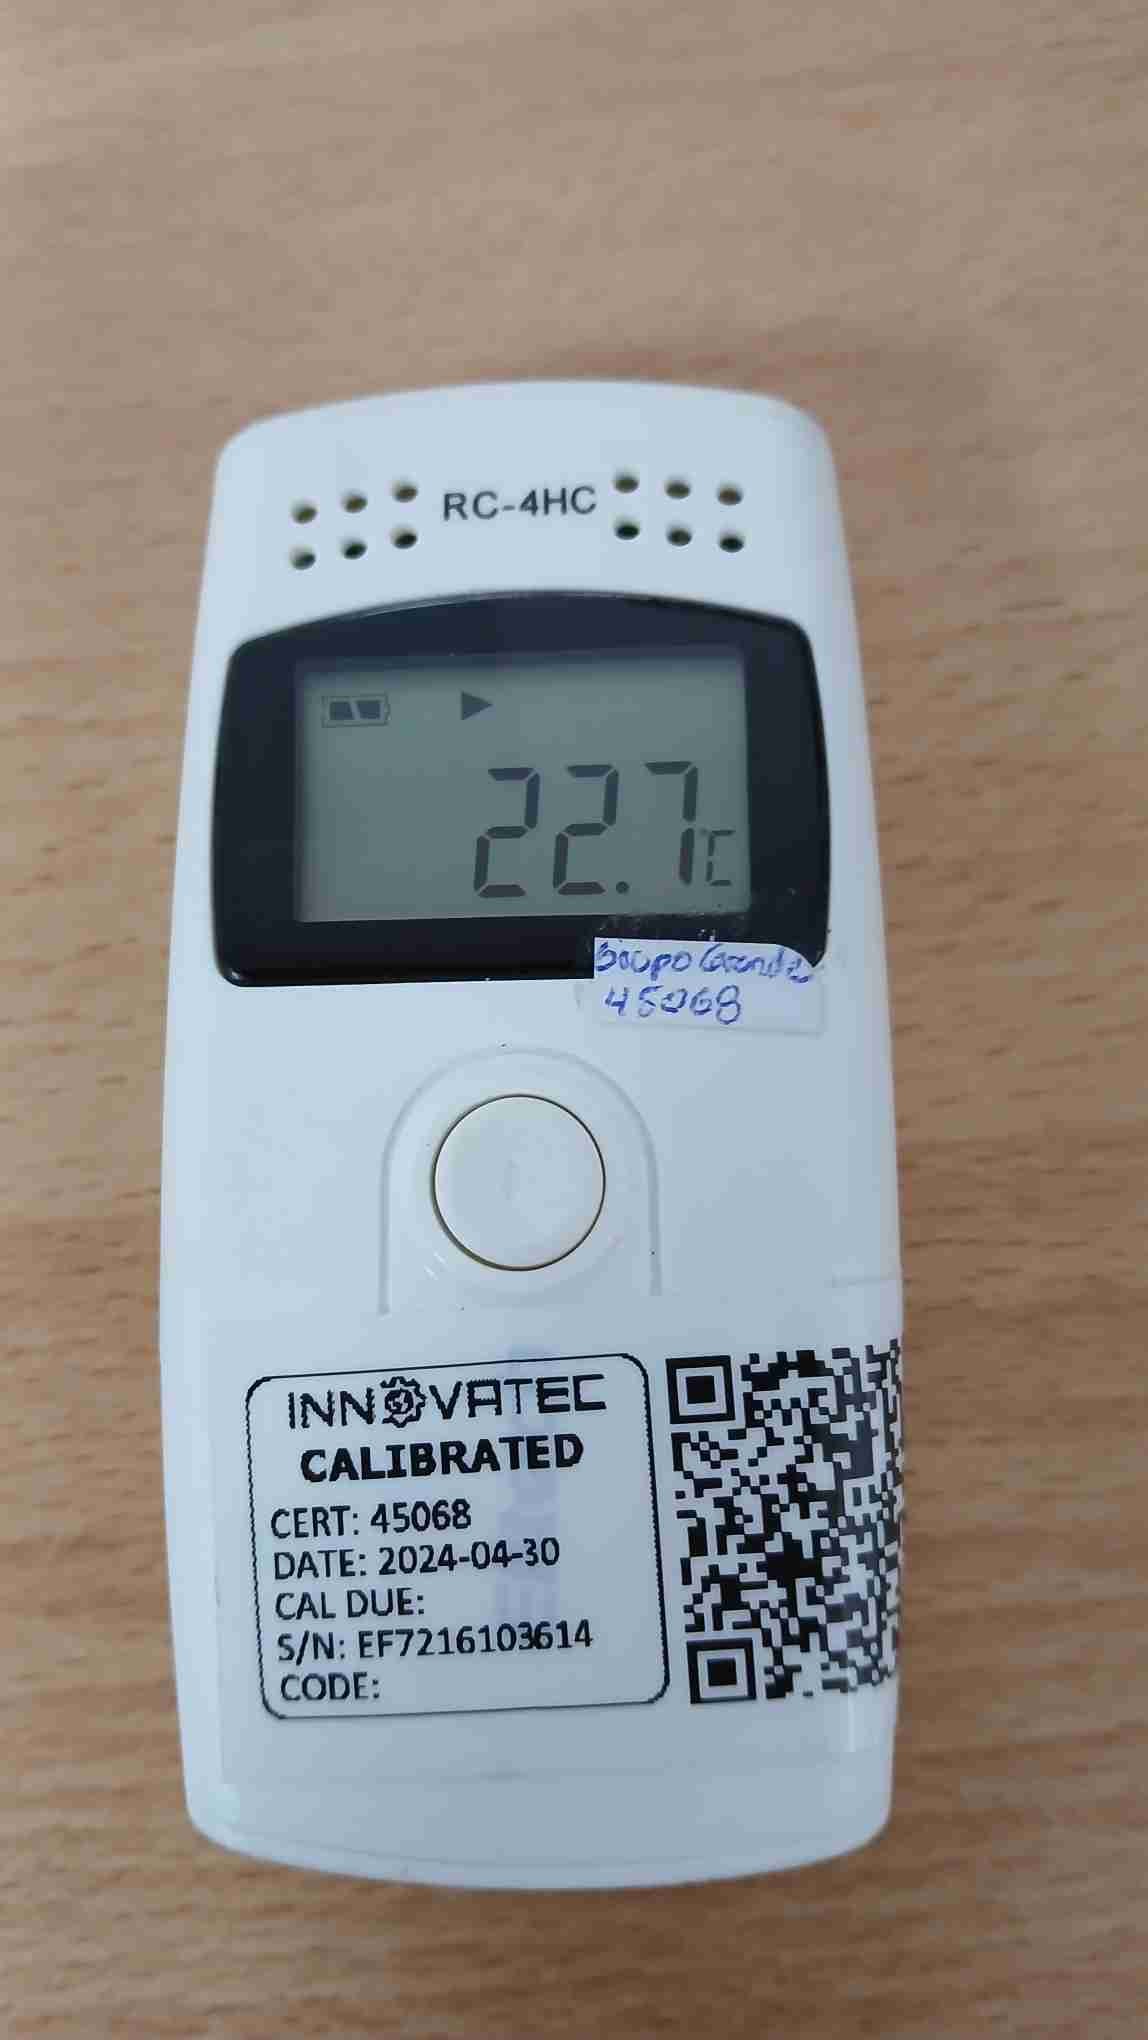 RC-4HC
22.7℃
45068
INNOVATEC
CALIBRATED
CERT: 45068
DATE: 2024-04-30
CAL DUE:
S/N: EF7216103614
CODE: